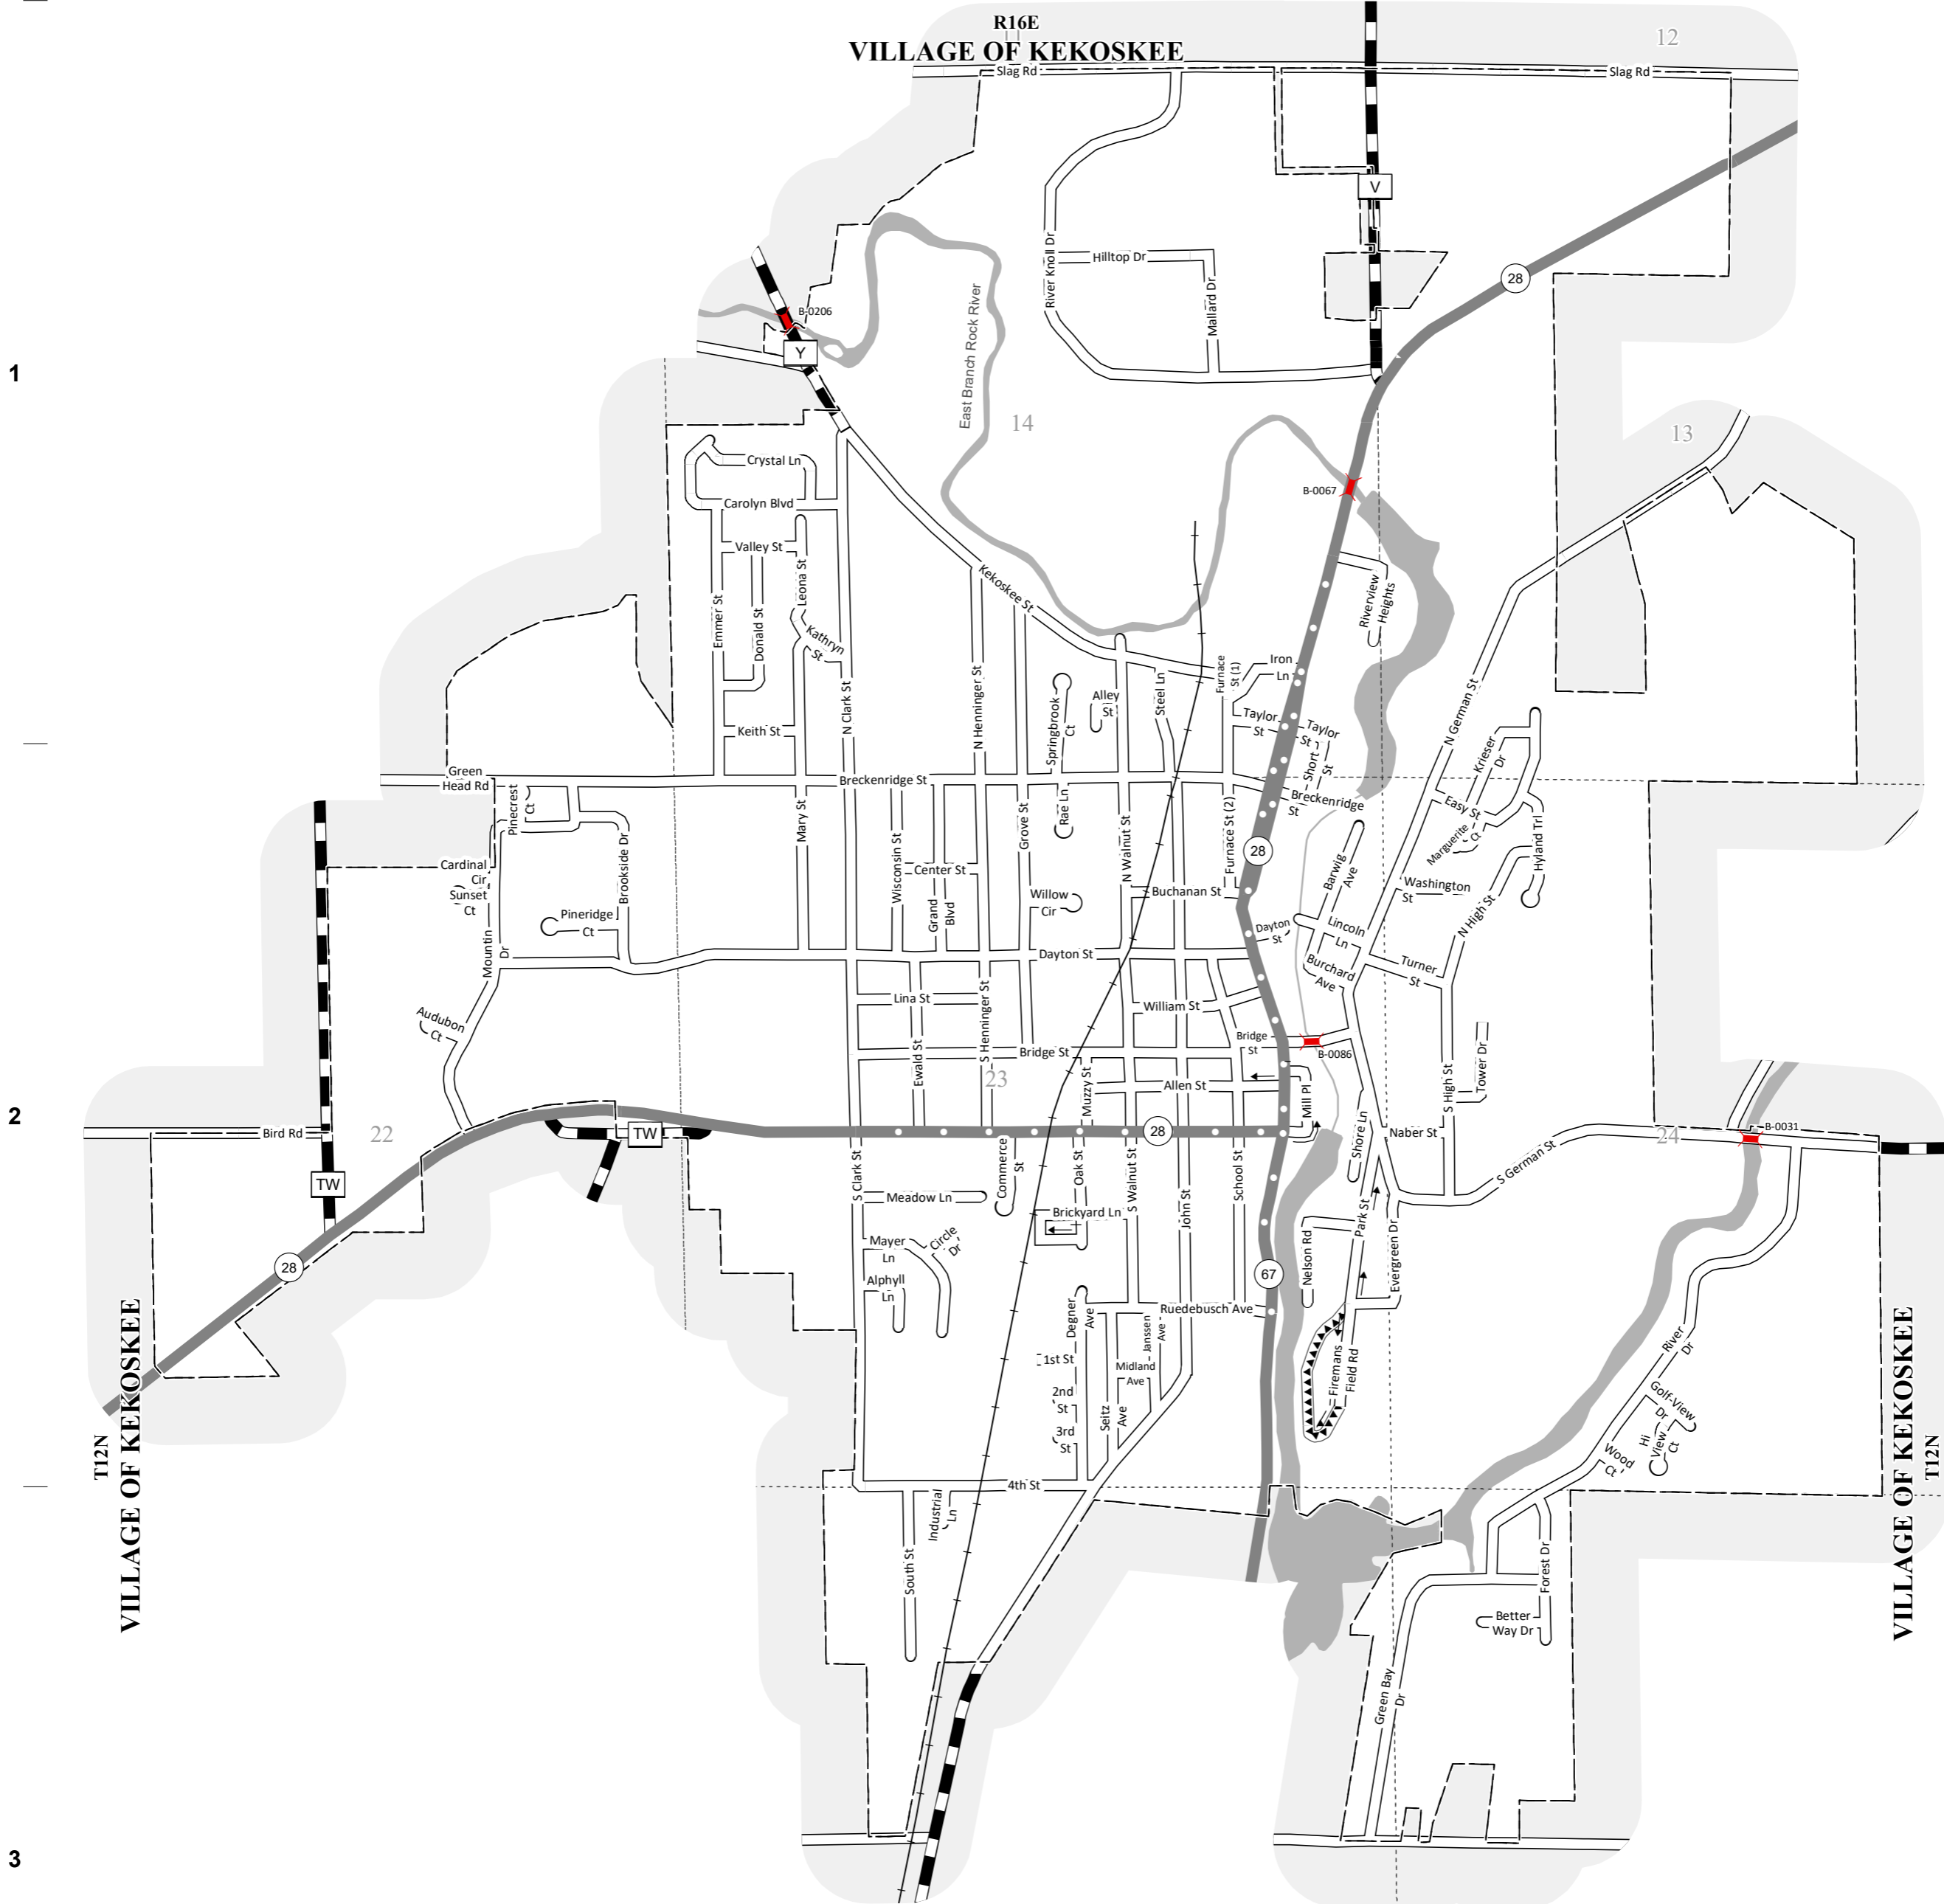 R16E
VILLAGE OF KEKOSKEE
12
Slag Rd
Slag Rd
V
River Knoll Dr
Hilltop Dr
Mallard Dr
28
East Branch Rock River
B-0206
Y
1
14
13
Crystal Ln
Carolyn Blvd
B-0067
Valley St
Leona St
Emmer St
Donald St
Kathryn
St
Kekoskee St
Riverview
Heights
N Clark St
N Henninger St
Iron
Ln
Furnace
St (1)
Steel Ln
Alley
St
Springbrook
Ct
Taylor
St
Taylor
St
Short
St
N German St
Krieser
Dr
Keith St
Green
Head Rd
Breckenridge St
Breckenridge
St
Pinecrest
Ct
Mary St
Wisconsin St
Grove St
Rae Ln
N Walnut St
Furnace St (2)
Easy St
Marguerite
Ct
Hyland Trl
28
Brookside Dr
Cardinal
Cir
Sunset
Ct
Center St
Grand
Blvd
Willow
Cir
Buchanan St
Barwig
Ave
Washington
St
N High St
Pineridge
Ct
Mountin
Dr
Dayton St
Dayton
St
Lincoln
Ln
Burchard
Ave
Turner
St
Audubon
Ct
Lina St
Ewald St
S Henninger St
William St
Bridge St
Bridge
St
B-0086
23
Muzzy St
Allen St
Mill Pl
Shore Ln
S High St
Tower Dr
2
Bird Rd
22
TW
28
Naber St
24
B-0031
TW
S Clark St
Meadow Ln
Commerce
St
Oak St
S Walnut St
John St
School St
Park St
S German St
Brickyard Ln
Mayer
Ln
Circle
Dr
Alphyll
Ln
28
67
Nelson Rd
Evergreen Dr
Ruedebusch Ave
Degner
Ave
Janssen
Ave
1st St
Midland
Ave
2nd
St
Seitz
Ave
3rd
St
Firemans
Field Rd
River
Dr
Golf-View
Dr
Hi
View
Ct
Wood
Ct
T12N
VILLAGE OF KEKOSKEE
VILLAGE OF KEKOSKEE
T12N
4th St
Industrial
Ln
South St
Forest Dr
Better
Way Dr
Green Bay
Dr
3